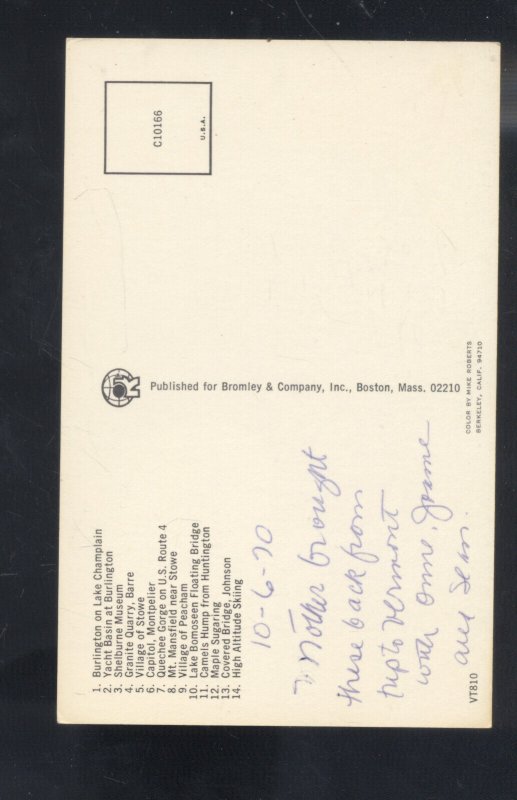 1. Burlington on Lake Champlain
2. Yacht Basin at Burlington
3. Shelburne Museum
4. Granite Quarry, Barre
5. Village of Stowe
6. Capitol, Montpelier
7. Quechee Gorge on U.S. Route 4
8. Mt. Mansfield near Stowe
9. Village of Peacham
10. Lake Bomoseen Floating Bridge
11. Camels Hump from Huntington
12. Maple Sugaring
13. Covered Bridge, Johnson
14. High Altitude Skiing
10-6-70
Mother brought
these back from
trip to Vermont
with
and
VT810
Published for Bromley & Company, Inc., Boston, Mass. 02210
COLOR BY MIKE ROBERTS
BERKELEY, CALIF. 94710
C10166
U.S.A.